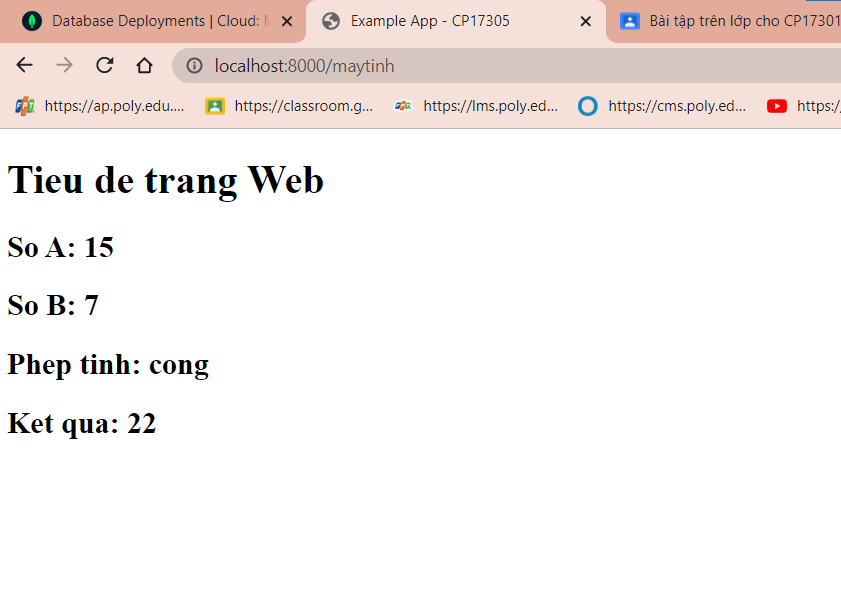 Database Deployments | Cloud: M
Example App - CP17305
Bài tập trên lớp cho CP17301
localhost:8000/maytinh
https://ap.poly.edu....
https://classroom.g...
https://lms.poly.ed...
https://cms.poly.ed...
https:/
Tieu de trang Web
So A: 15
So B: 7
Phep tinh: cong
Ket qua: 22